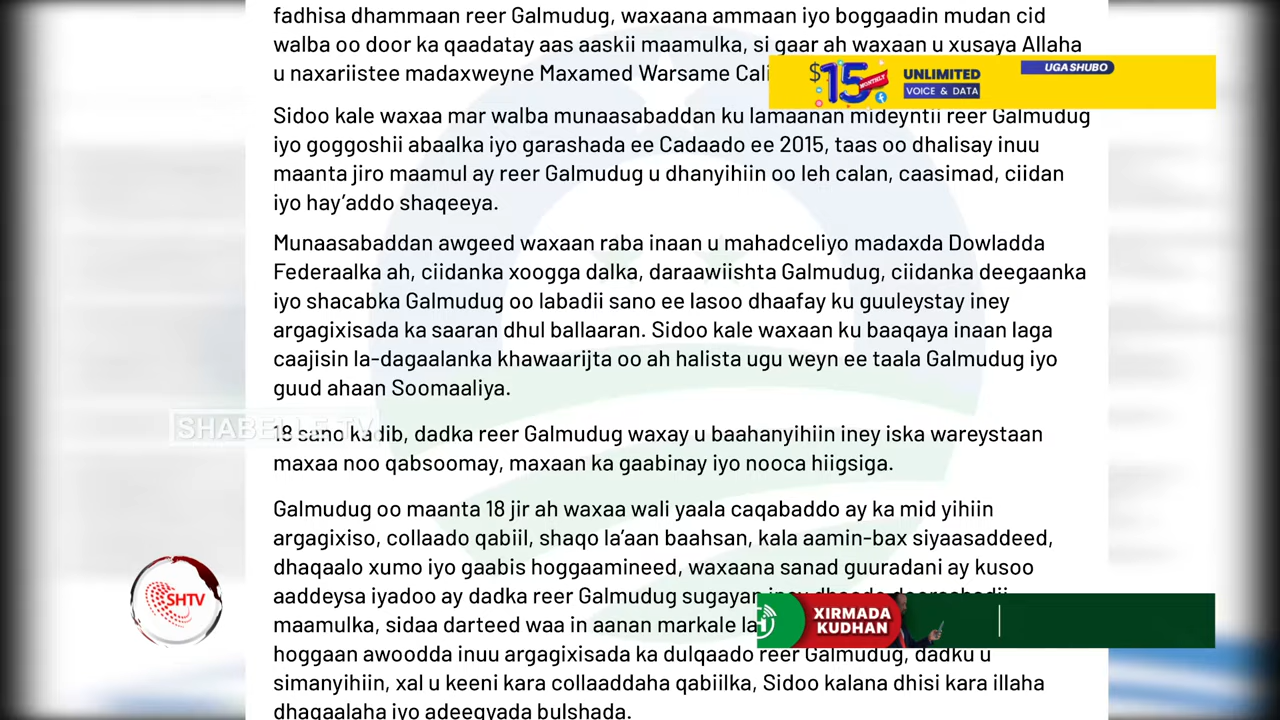 fadhisa dhammaan reer Galmudug, waxaana ammaan iyo boggaadin mudan cid
walba oo door ka qaadatay aas aaskii maamulka, si gaar ah waxaan u xusaya Allaha
u naxariistee madaxweyne Maxamed Warsame Cali
$15 MONTHLY
UNLIMITED
VOICE & DATA
UGA SHUBO
Sidoo kale waxaa mar walba munaasabaddan ku lamaanan mideyntii reer Galmudug
iyo goggoshii abaalka iyo garashada ee Cadaado ee 2015, taas oo dhalisay inuu
maanta jiro maamul ay reer Galmudug u dhanyihiin oo leh calan, caasimad, ciidan
iyo hay’addo shaqeeya.
Munaasabaddan awgeed waxaan raba inaan u mahadceliyo madaxda Dowladda
Federaalka ah, ciidanka xoogga dalka, daraawiishta Galmudug, ciidanka deegaanka
iyo shacabka Galmudug oo labadii sano ee lasoo dhaafay ku guuleystay iney
argagixisada ka saaran dhul ballaaran. Sidoo kale waxaan ku baaqaya inaan laga
caajisin la-dagaalanka khawaarijta oo ah halista ugu weyn ee taala Galmudug iyo
guud ahaan Soomaaliya.
SHABELLE TV
18 sano kadib, dadka reer Galmudug waxay u baahanyihiin iney iska wareystaan
maxaa noo qabsoomay, maxaan ka gaabinay iyo nooca hiigsiga.
Galmudug oo maanta 18 jir ah waxaa wali yaala caqabaddo ay ka mid yihiin
argagixiso, collaado qabiil, shaqo la’aan baahsan, kala aamin-bax siyaasaddeed,
dhaqaalo xumo iyo gaabis hoggaamineed, waxaana sanad guuradani ay kusoo
aaddeysa iyadoo ay dadka reer Galmudug sugayan
maamulka, sidaa darteed waa in aanan markale
hoggaan awoodda inuu argagixisada ka dulqaado reer Galmudug, dadku u
simanyihiin, xal u keeni kara collaaddaha qabiilka, Sidoo kalana dhisi kara illaha
dhaqaalaha iyo adeegyada bulshada.
SHTV
XIRMADA
KUDHAN